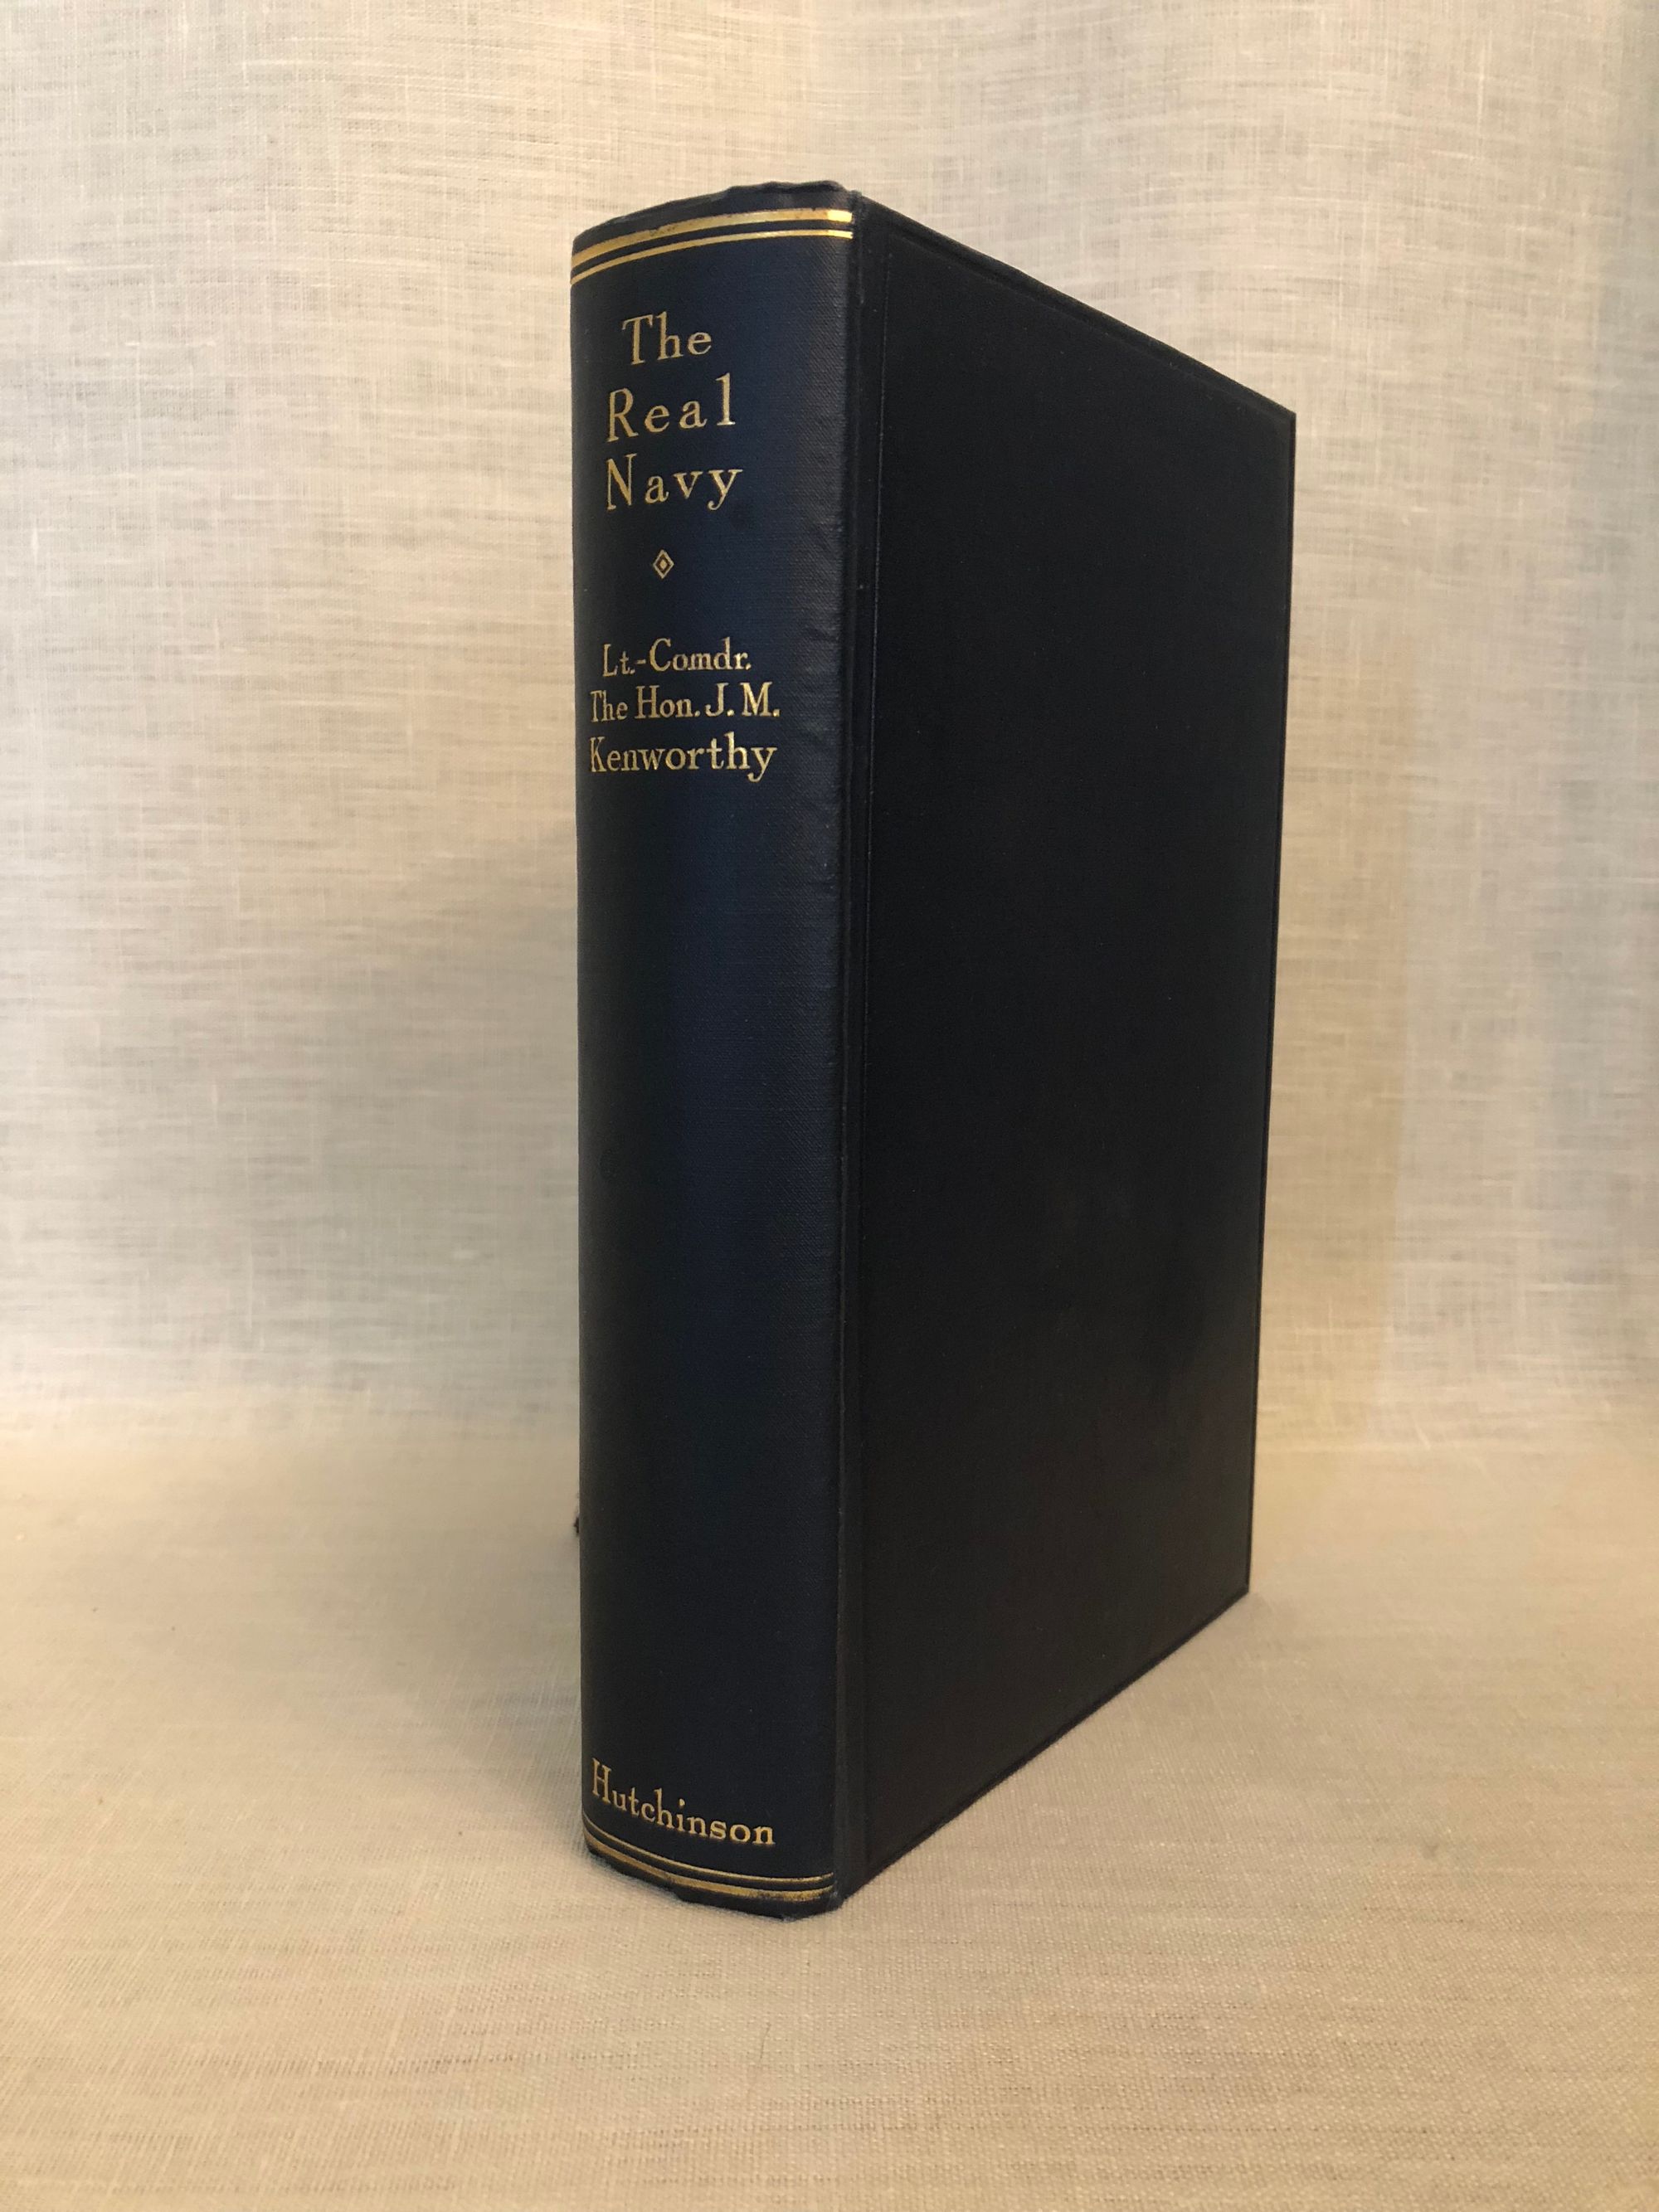 The
Real
Navy
Lt.-Comdr.
The Hon. J. M.
Kenworthy
Hutchinson